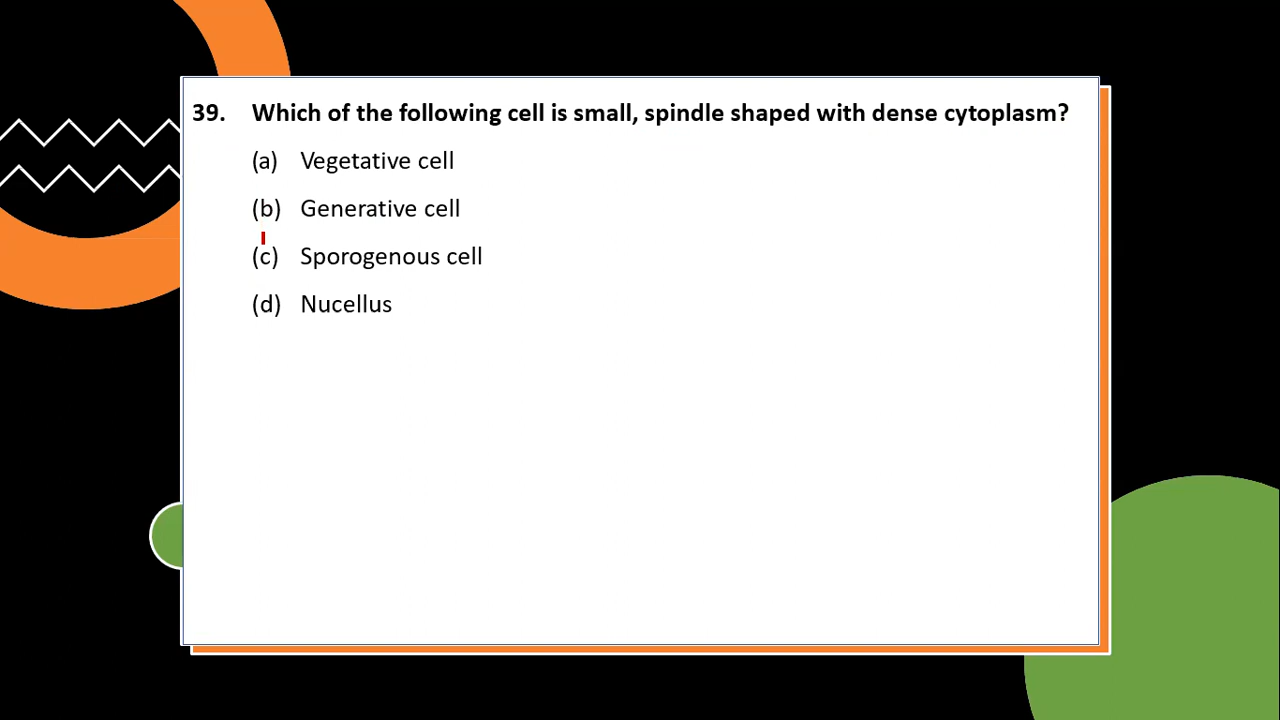 39. Which of the following cell is small, spindle shaped with dense cytoplasm?
(a) Vegetative cell
(b) Generative cell
(c) Sporogenous cell
(d) Nucellus